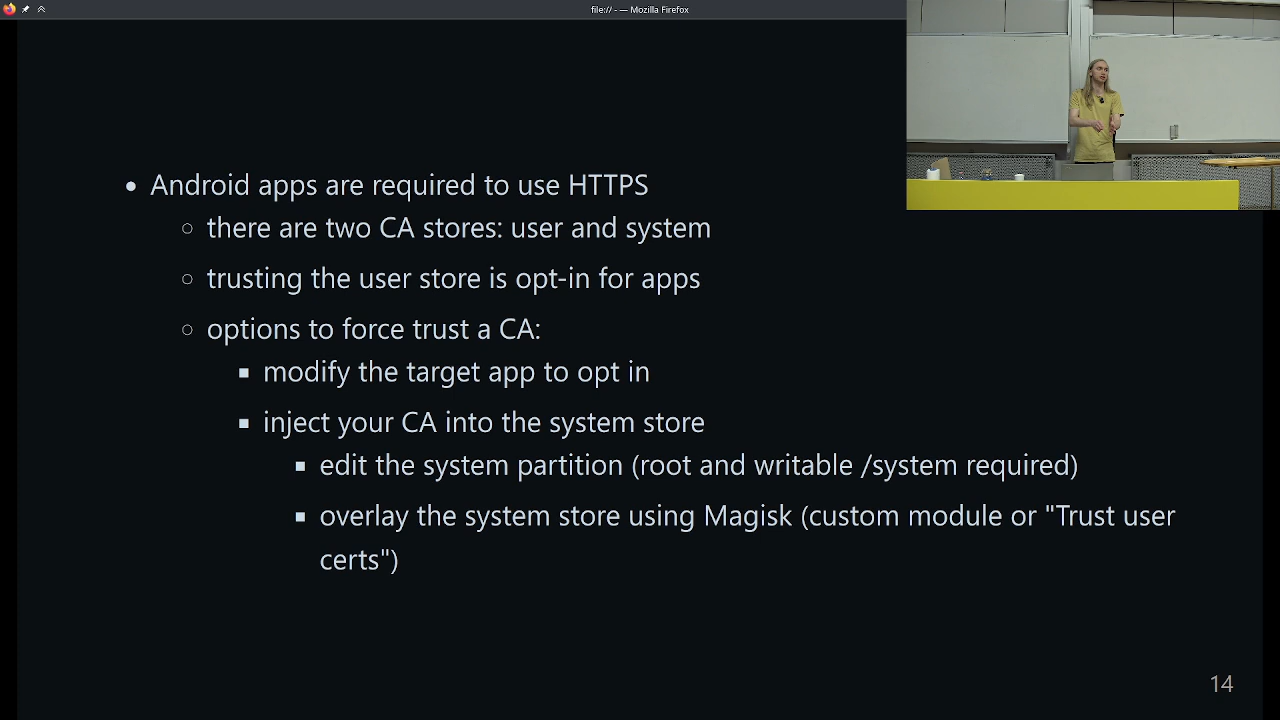 file:// - — Mozilla Firefox
Android apps are required to use HTTPS
there are two CA stores: user and system
trusting the user store is opt-in for apps
options to force trust a CA:
modify the target app to opt in
inject your CA into the system store
edit the system partition (root and writable /system required)
overlay the system store using Magisk (custom module or "Trust user
certs")
14